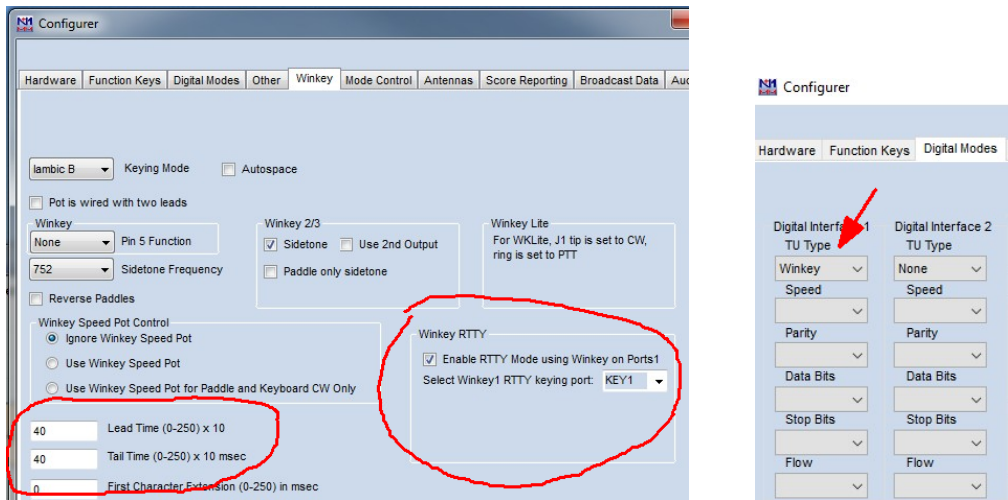 Configurer
Hardware Function Keys Digital Modes Other Winkey Mode Control Antennas Score Reporting Broadcast Data
Iambic B Keying Mode Autospace
Pot is wired with two leads
Winkey
None Pin 5 Function
752 Sidetone Frequency
Reverse Paddles
Winkey 2/3
Sidetone Use 2nd Output
Paddle only sidetone
Winkey Lite
For WKLite, J1 tip is set to CW,
ring is set to PTT
Winkey Speed Pot Control
Ignore Winkey Speed Pot
Use Winkey Speed Pot
Use Winkey Speed Pot for Paddle and Keyboard CW Only
Winkey RTTY
Enable RTTY Mode using Winkey on Ports1
Select Winkey1 RTTY keying port: KEY1
40 Lead Time (0-250) x 10
40 Tail Time (0-250) x 10 msec
0 First Character Extension (0-250) in msec
Configurer
Hardware Function Keys Digital Modes
Digital Interface 1 Digital Interface 2
TU Type TU Type
Winkey None
Speed Speed
Parity Parity
Data Bits Data Bits
Stop Bits Stop Bits
Flow Flow